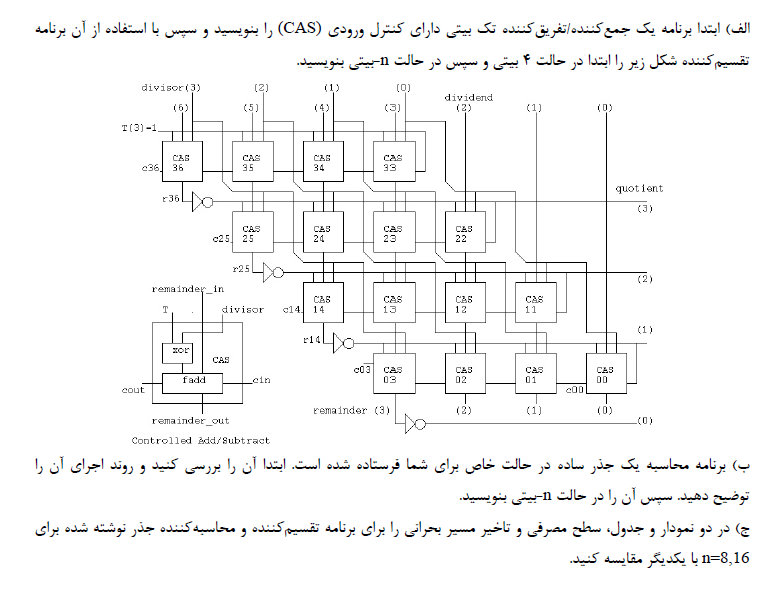 الف) ابتدا برنامه یک جمع‌کننده/تفریق‌کننده تک بیتی دارای کنترل ورودی (CAS) را بنویسید و سپس با استفاده از آن برنامه
تقسیم‌کننده شکل زیر را ابتدا در حالت ۴ بیتی و سپس در حالت n-بیتی بنویسید.
divisor(3) (2) (1) (0)
dividend
(6) (5) (4) (3) (2) (1) (0)
T(3)=1
CAS CAS CAS CAS
c36 36 35 34 33
quotient
r36
(3)
CAS CAS CAS CAS
c25 25 24 23 22
r25
(2)
remainder_in
T . divisor
CAS CAS CAS CAS
c14 14 13 12 11
(1)
r14
xor
CAS
c03
CAS CAS CAS CAS
03 02 01 c00 00
fadd
cout cin
remainder_out
remainder (3) (2) (1) (0)
(0)
Controlled Add/Subtract
ب) برنامه محاسبه یک جذر ساده در حالت خاص برای شما فرستاده شده است. ابتدا آن را بررسی کنید و روند اجرای آن را
توضیح دهید. سپس آن را در حالت n-بیتی بنویسید.
ج) در دو نمودار و جدول، سطح مصرفی و تاخیر مسیر بحرانی را برای برنامه تقسیم‌کننده و محاسبه‌کننده جذر نوشته شده برای
n=8,16 با یکدیگر مقایسه کنید.